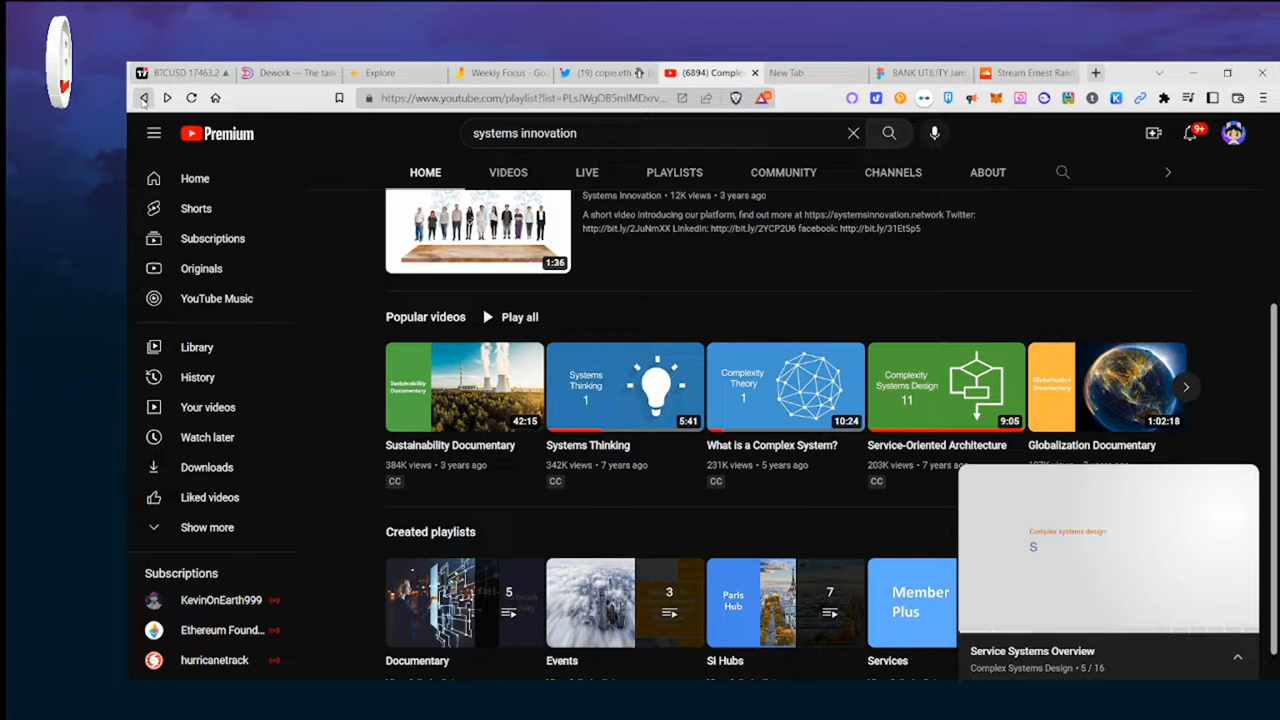 BTCUSD 17463.2
Dework — The task
Explore
Weekly Focus - Goo
(19) copie.eth
(6894) Comple
New Tab
BANK UTILITY Jam
Stream Ernest Rang
https://www.youtube.com/playlist?list=
Premium
systems innovation
9+
HOME
VIDEOS
LIVE
PLAYLISTS
COMMUNITY
CHANNELS
ABOUT
Home
Shorts
Subscriptions
Originals
YouTube Music
Library
History
Your videos
Watch later
Downloads
Liked videos
Show more
Subscriptions
KevinOnEarth999
Ethereum Found...
hurricanetrack
Systems Innovation • 12K views • 3 years ago
A short video introducing our platform, find out more at https://systemsinnovation.network Twitter:
http://bit.ly/2JuNmXX LinkedIn: http://bit.ly/2YCP2U6 facebook: http://bit.ly/31Et5p5
1:36
Popular videos
Play all
Sustainability
Documentary
42:15
Systems
Thinking
1
5:41
Complexity
Theory
1
10:24
Complexity
Systems Design
11
9:05
Globalization
Documentary
1:02:18
Sustainability Documentary
384K views • 3 years ago
CC
Systems Thinking
342K views • 7 years ago
CC
What is a Complex System?
231K views • 5 years ago
CC
Service-Oriented Architecture
203K views • 7 years ago
CC
Globalization Documentary
Created playlists
5
3
Paris
Hub
7
Member
Plus
Documentary
Events
SI Hubs
Services
Complex systems design
S
Service Systems Overview
Complex Systems Design • 5 / 16